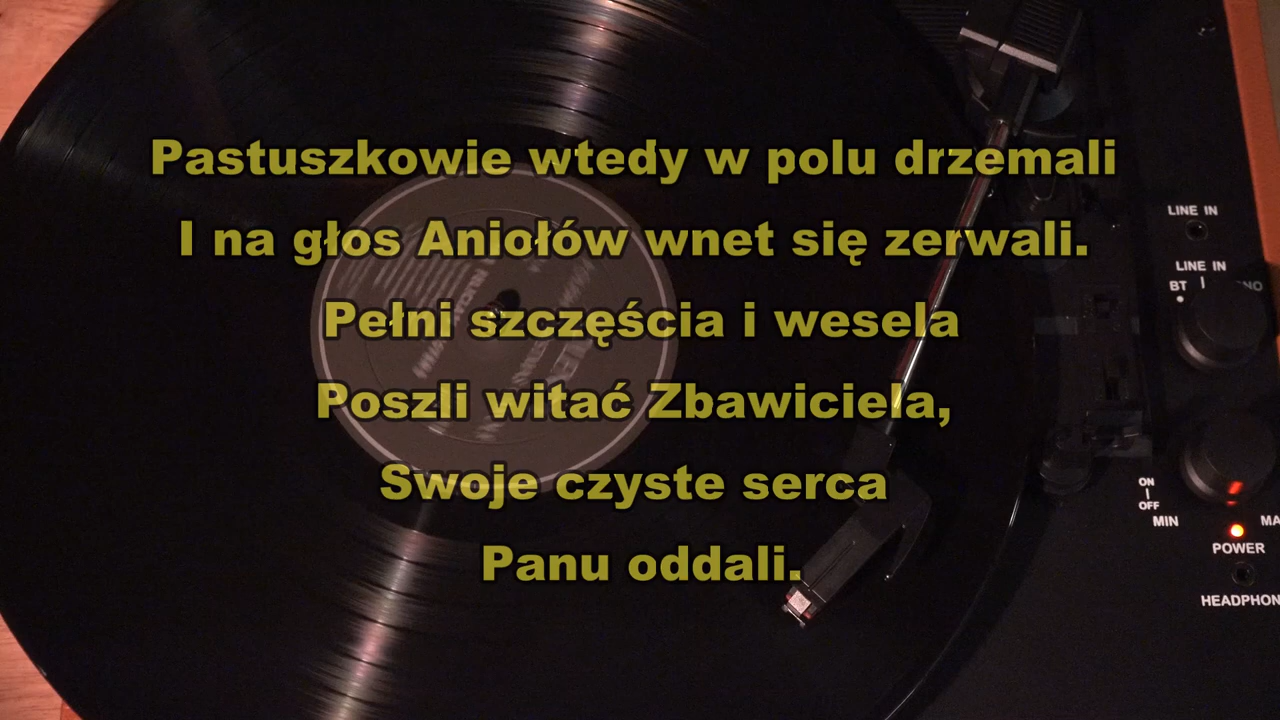 Pastuszkowie wtedy w polu drzemali
I na głos Aniołów wnet się zerwali.
Pełni szczęścia i wesela
Poszli witać Zbawiciela,
Swoje czyste serca
Panu oddali.
LINE IN
LINE IN
BT
ON
OFF
MIN
POWER